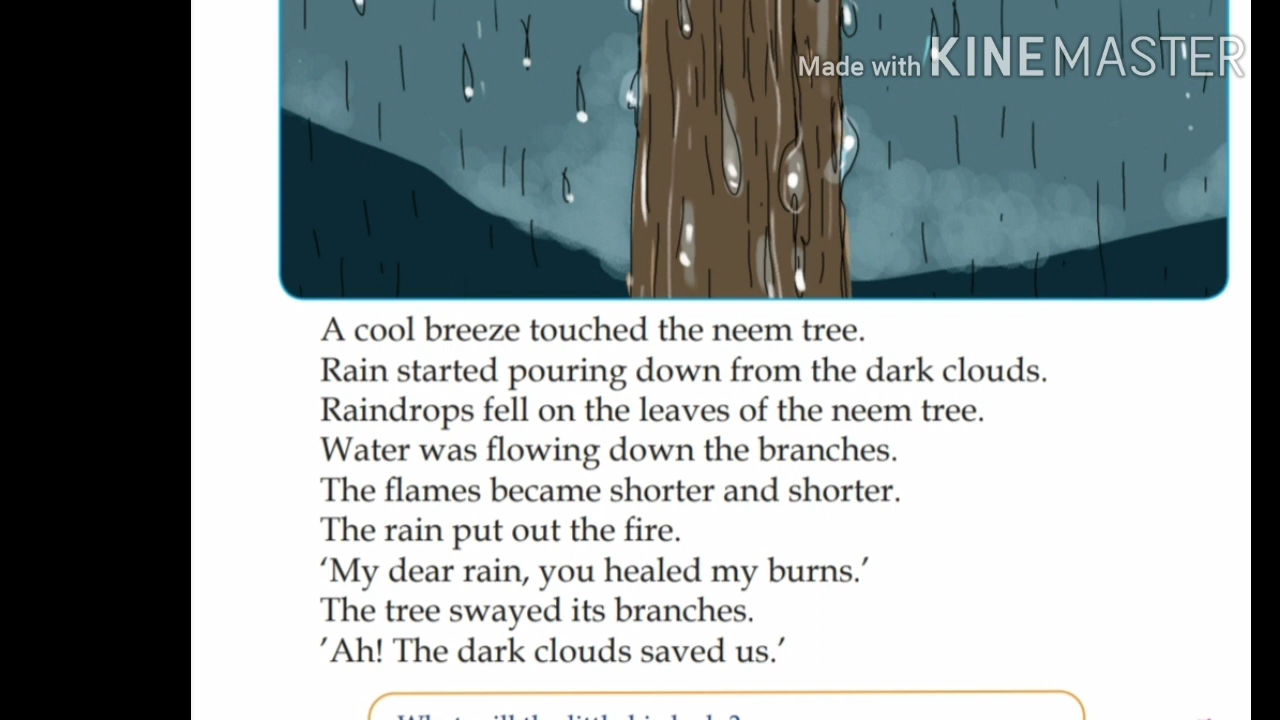 Made with KINEMASTER
A cool breeze touched the neem tree.
Rain started pouring down from the dark clouds.
Raindrops fell on the leaves of the neem tree.
Water was flowing down the branches.
The flames became shorter and shorter.
The rain put out the fire.
‘My dear rain, you healed my burns.’
The tree swayed its branches.
’Ah! The dark clouds saved us.’